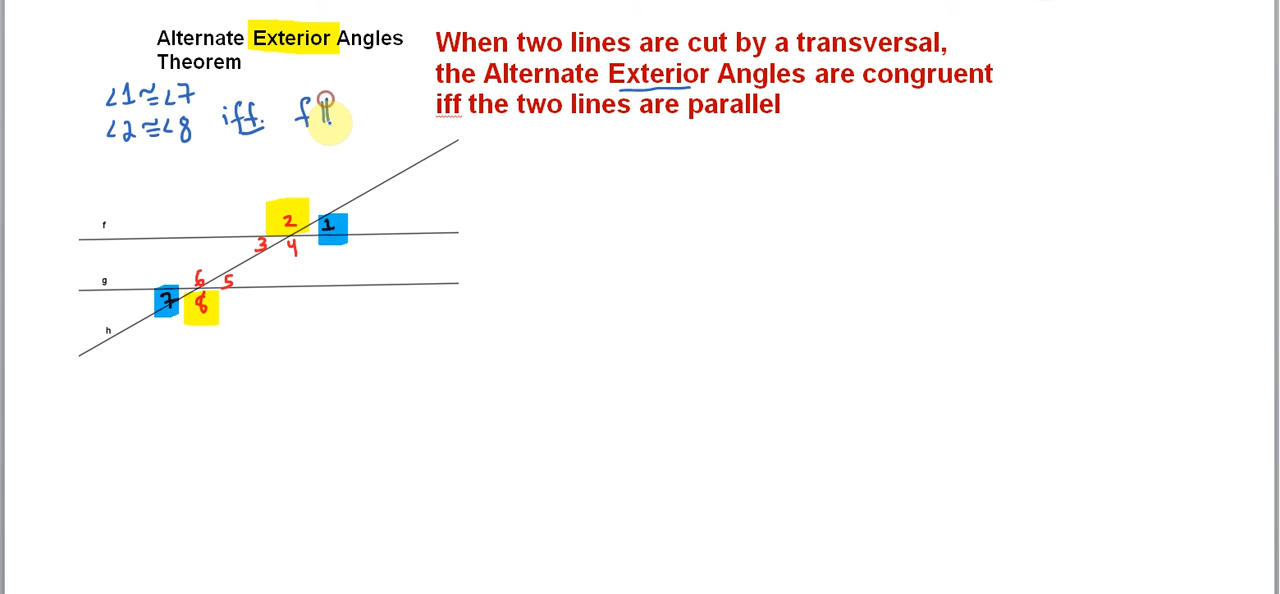 Alternate Exterior Angles
Theorem
When two lines are cut by a transversal,
the Alternate Exterior Angles are congruent
iff the two lines are parallel
∠1≅∠7
∠2≅∠8 iff. f||
f
2 1
3 4
g
6 5
7 8
h